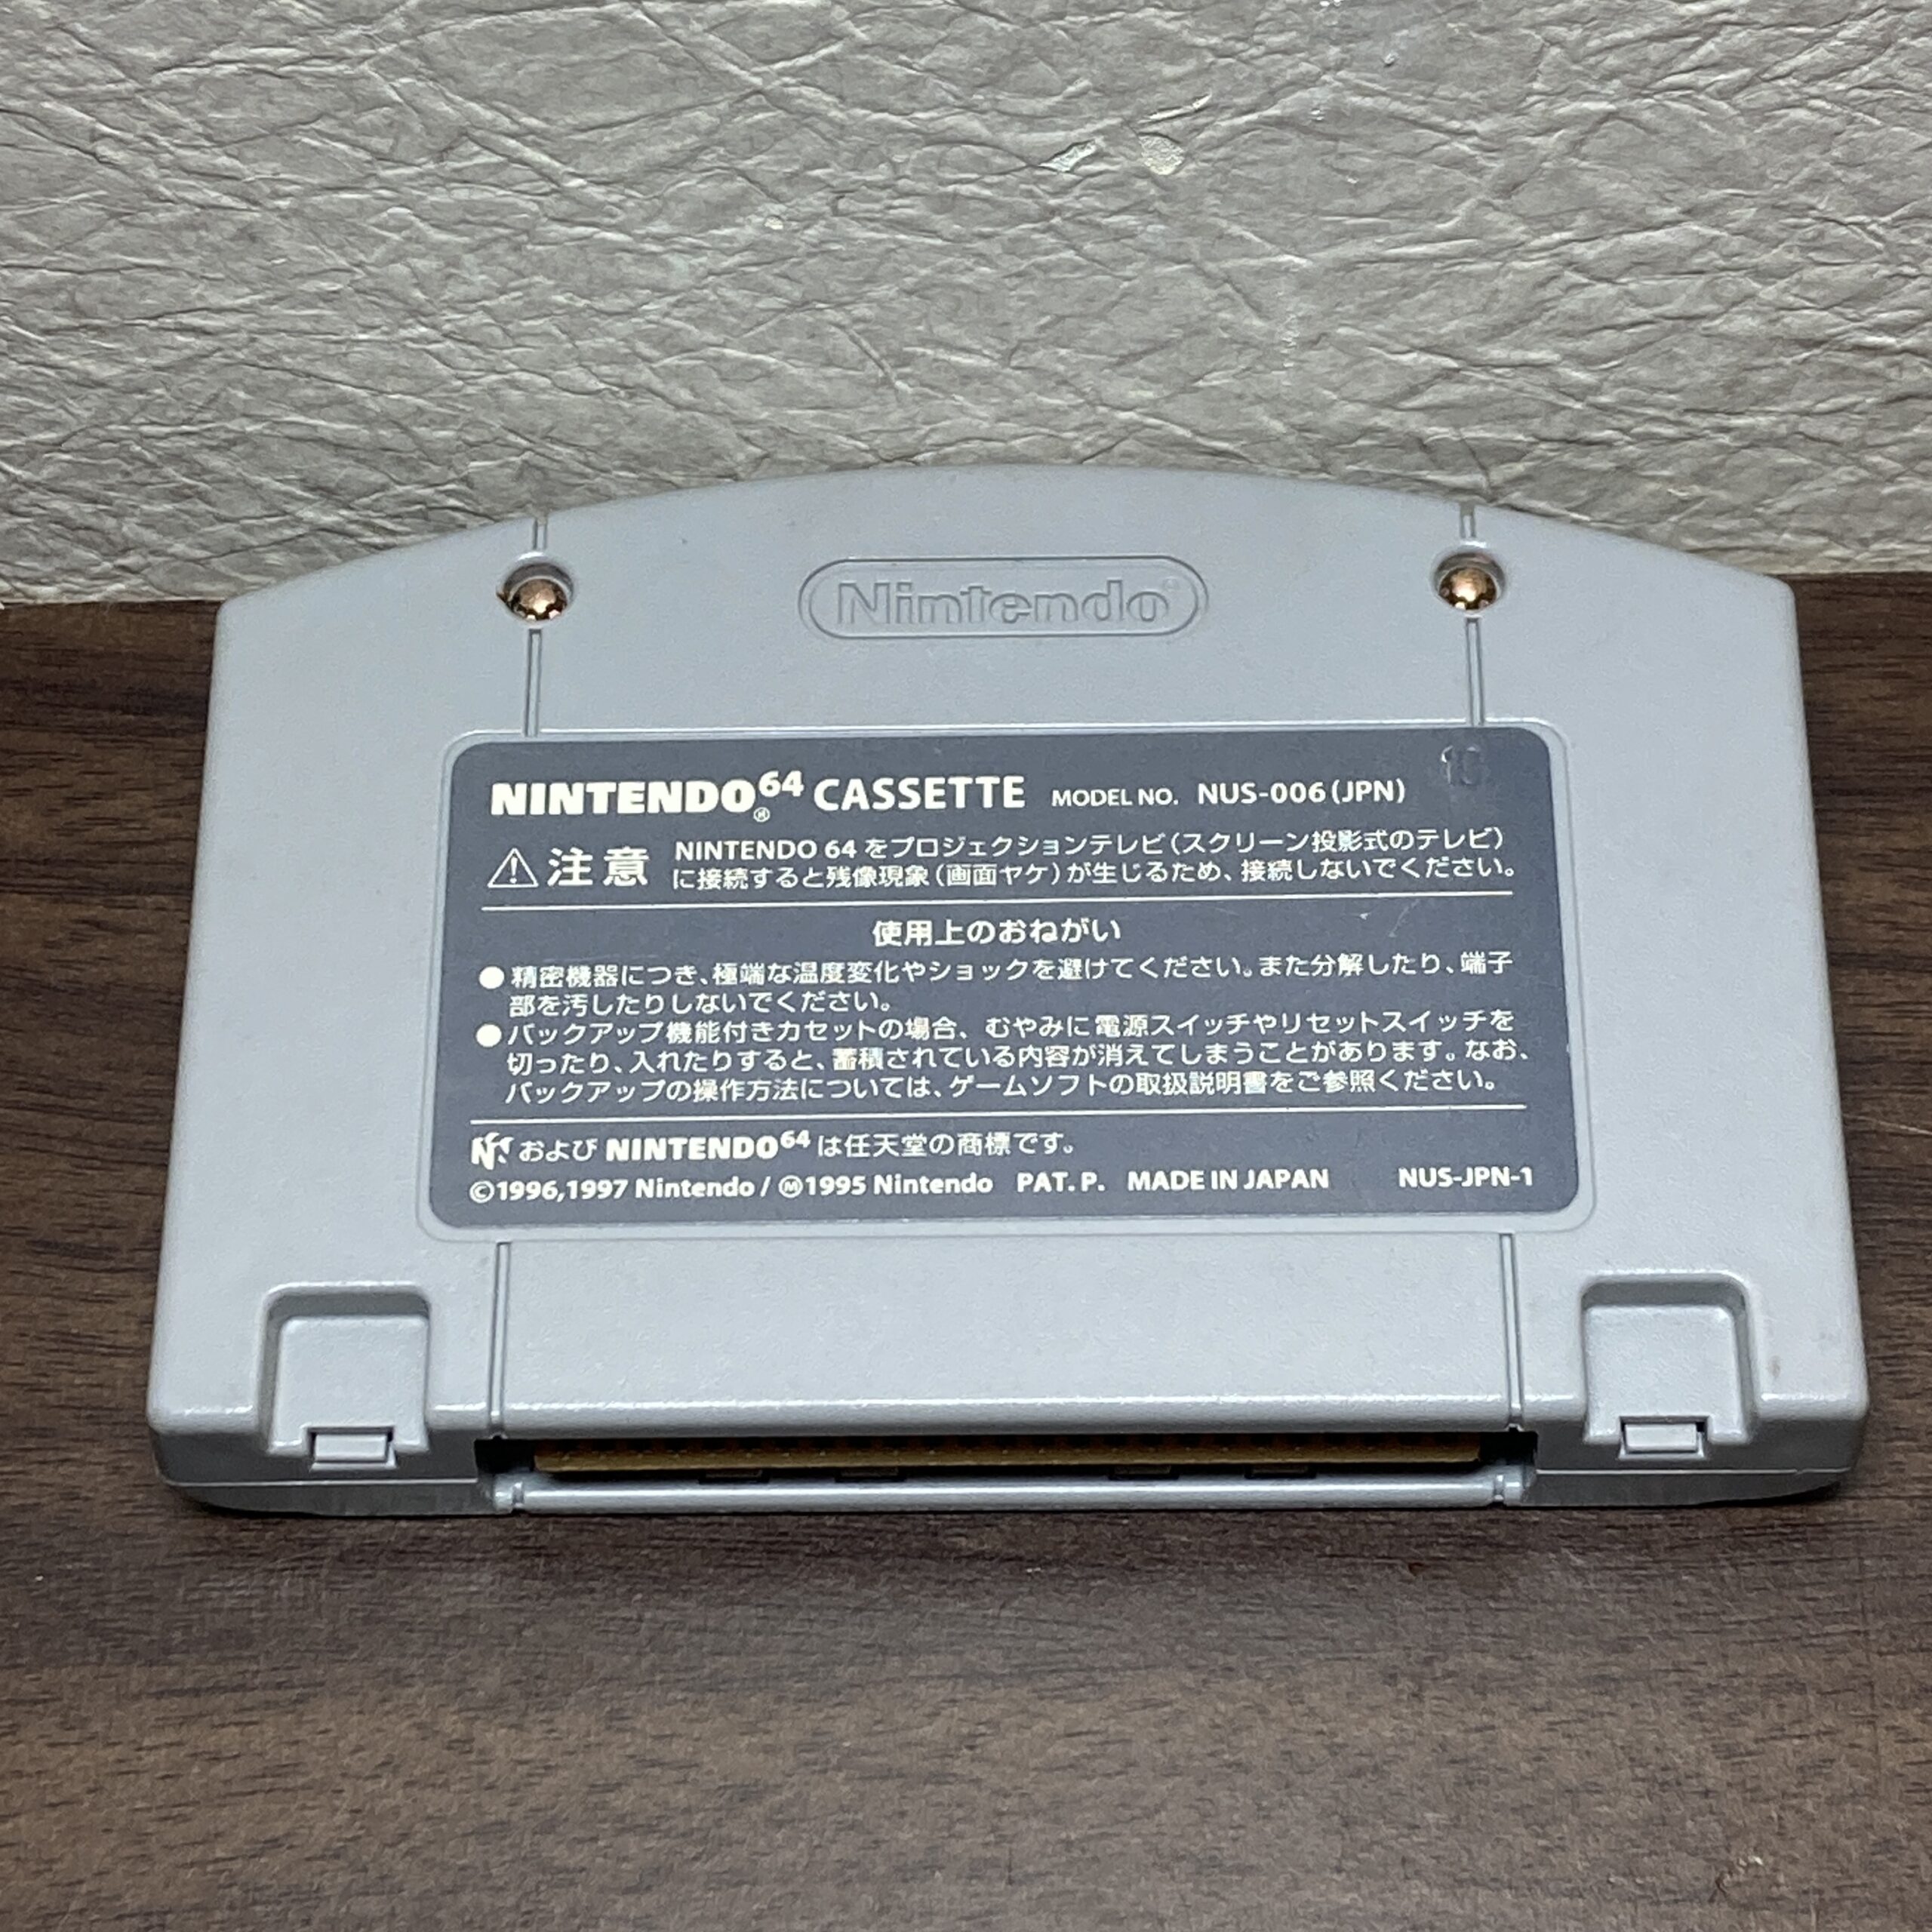 Nintendo®
NINTENDO64® CASSETTE MODEL NO. NUS-006(JPN)
⚠注意 NINTENDO 64 をプロジェクションテレビ(スクリーン投影式のテレビ)
に接続すると残像現象(画面ヤケ)が生じるため、接続しないでください。
使用上のおねがい
●精密機器につき、極端な温度変化やショックを避けてください。また分解したり、端子
部を汚したりしないでください。
●バックアップ機能付きカセットの場合、むやみに電源スイッチやリセットスイッチを
切ったり、入れたりすると、蓄積されている内容が消えてしまうことがあります。なお、
バックアップの操作方法については、ゲームソフトの取扱説明書をご参照ください。
および NINTENDO64 は任天堂の商標です。
©1996,1997 Nintendo / Ⓜ1995 Nintendo PAT. P. MADE IN JAPAN NUS-JPN-1